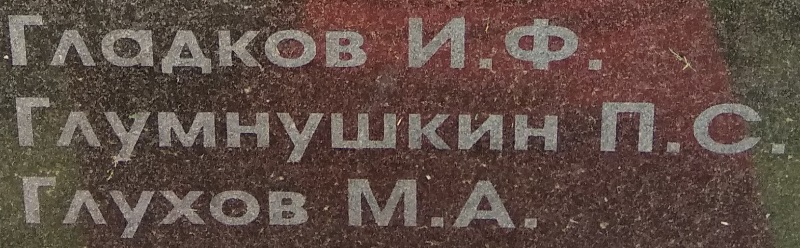 Гладков И.Ф.
Глумнушкин П.С.
Глухов М.А.